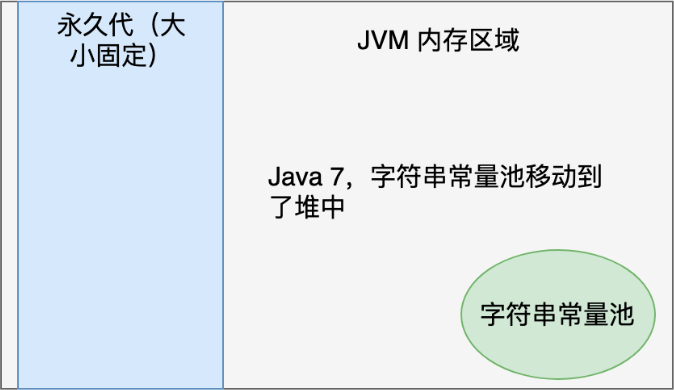 永久代（大
小固定）
JVM 内存区域
Java 7，字符串常量池移动到
了堆中
字符串常量池